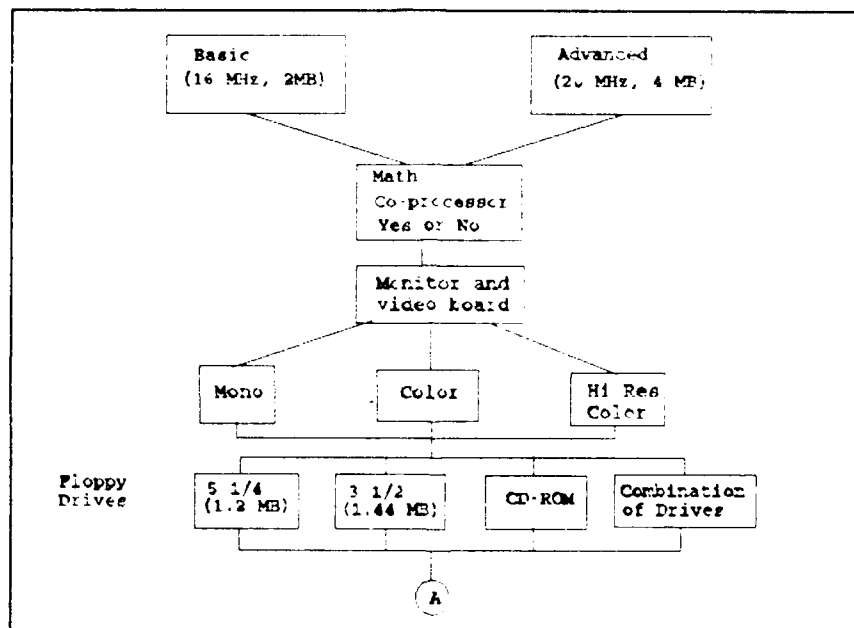 Basic
(16 MHz, 2MB)
Advanced
MHz, 4 MB)
Math
Co-processor
Yes or No
Monitor and
video board
Mono
Color
Hi Res
Color
Floppy
Drives
5 1/4
(1.2 MB)
3 1/2
(1.44 MB)
CD-ROM
Combination
of Drives
A